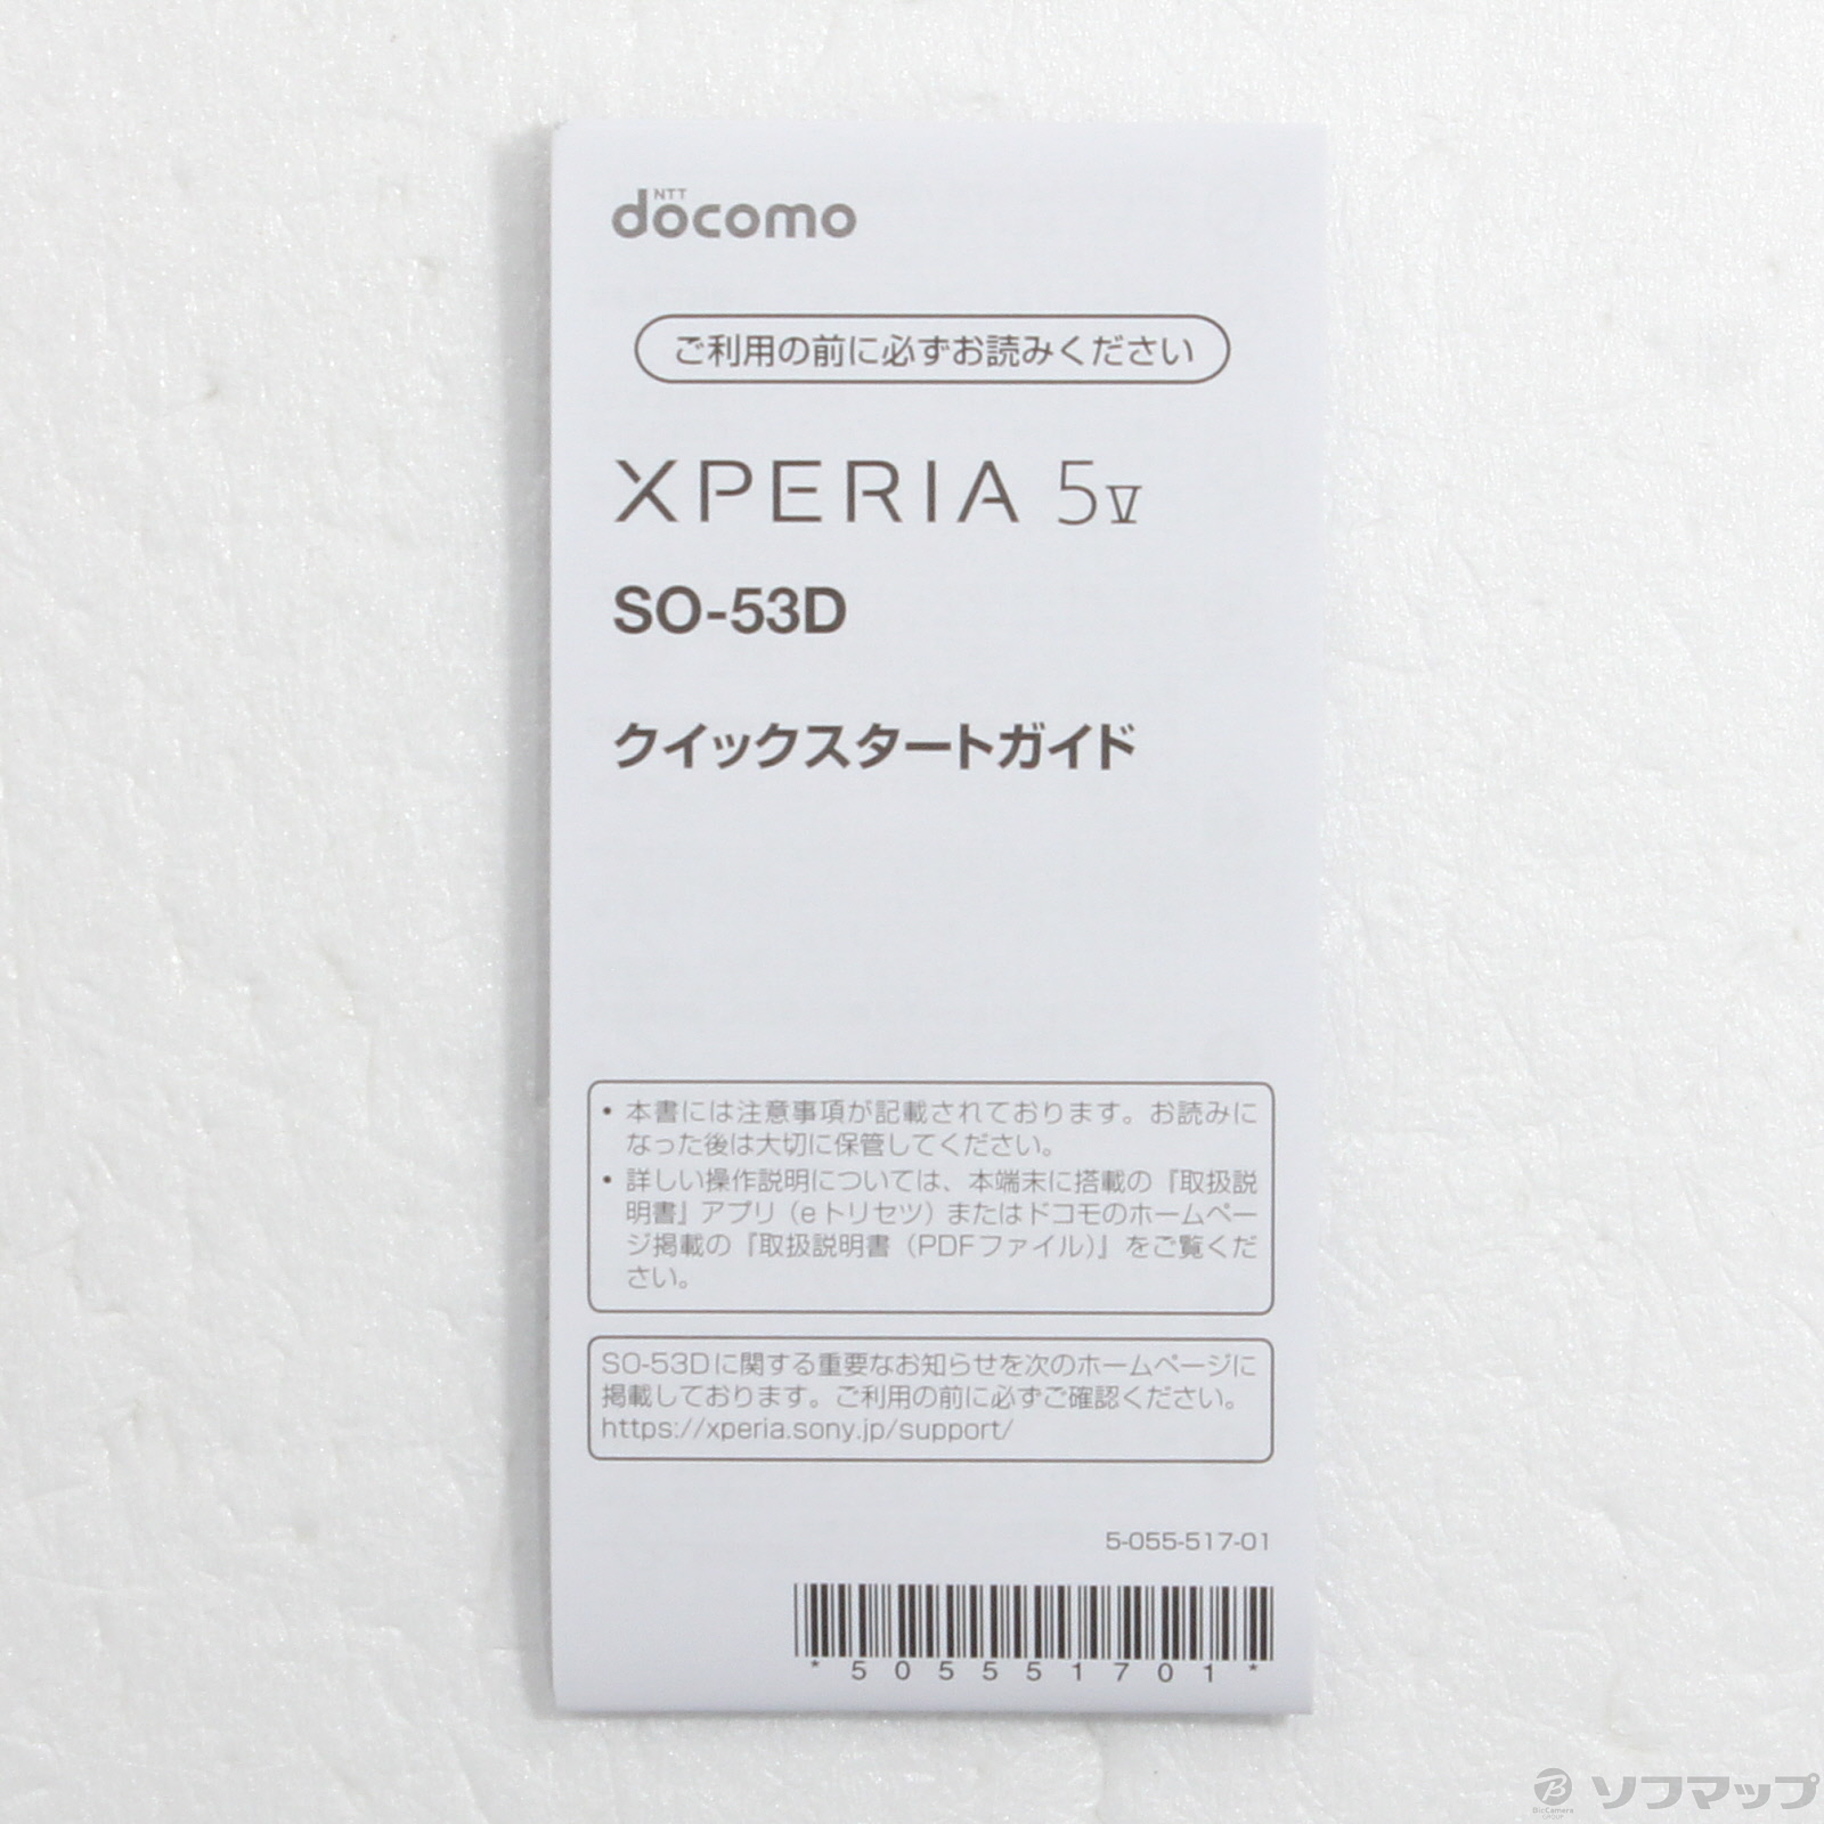 NTT
docomo
ご利用の前に必ずお読みください
XPERIA 5 V
SO-53D
クイックスタートガイド
• 本書には注意事項が記載されております。お読みに
なった後は大切に保管してください。
• 詳しい操作説明については、本端末に搭載の『取扱説
明書』アプリ(eトリセツ)またはドコモのホームペー
ジ掲載の『取扱説明書(PDFファイル)』をご覧くだ
さい。
SO-53Dに関する重要なお知らせを次のホームページに
掲載しております。ご利用の前に必ずご確認ください。
https://xperia.sony.jp/support/
5-055-517-01
*505551701*
B BicCamera GROUP ソフマップ